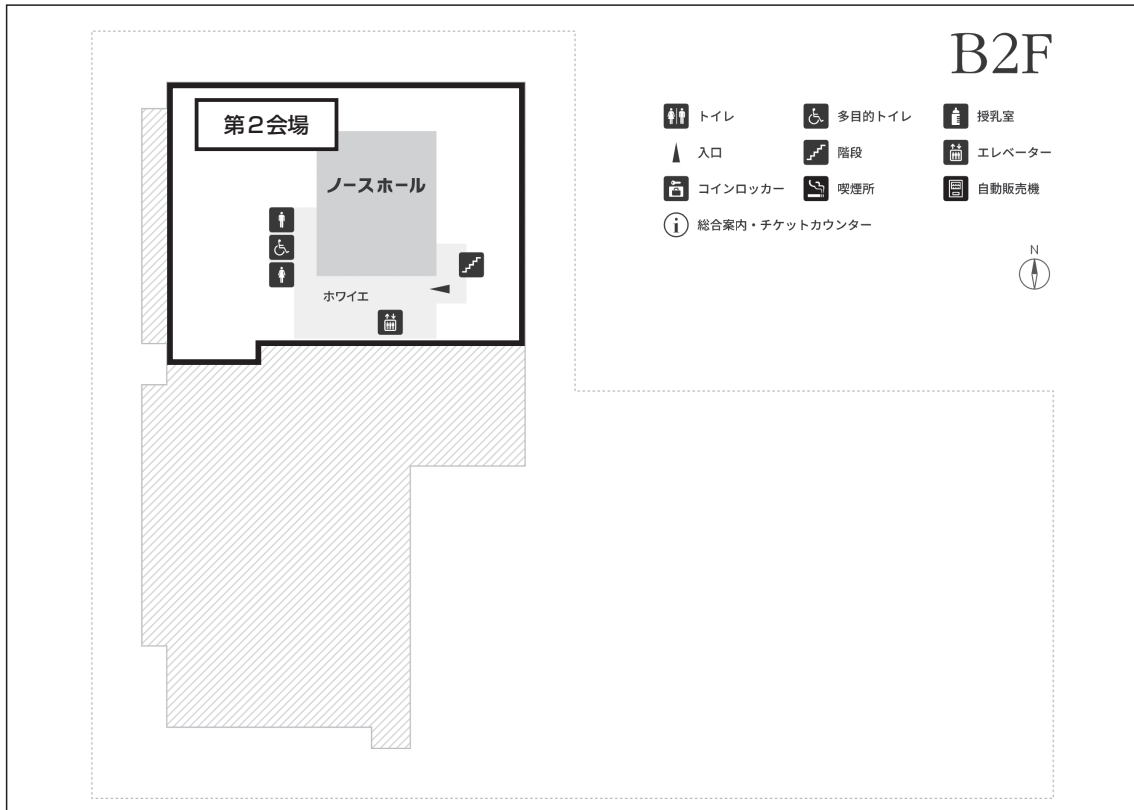 B2F
第2会場
ノースホール
ホワイエ
トイレ
多目的トイレ
授乳室
入口
階段
エレベーター
コインロッカー
喫煙所
自動販売機
i
総合案内・チケットカウンター
N